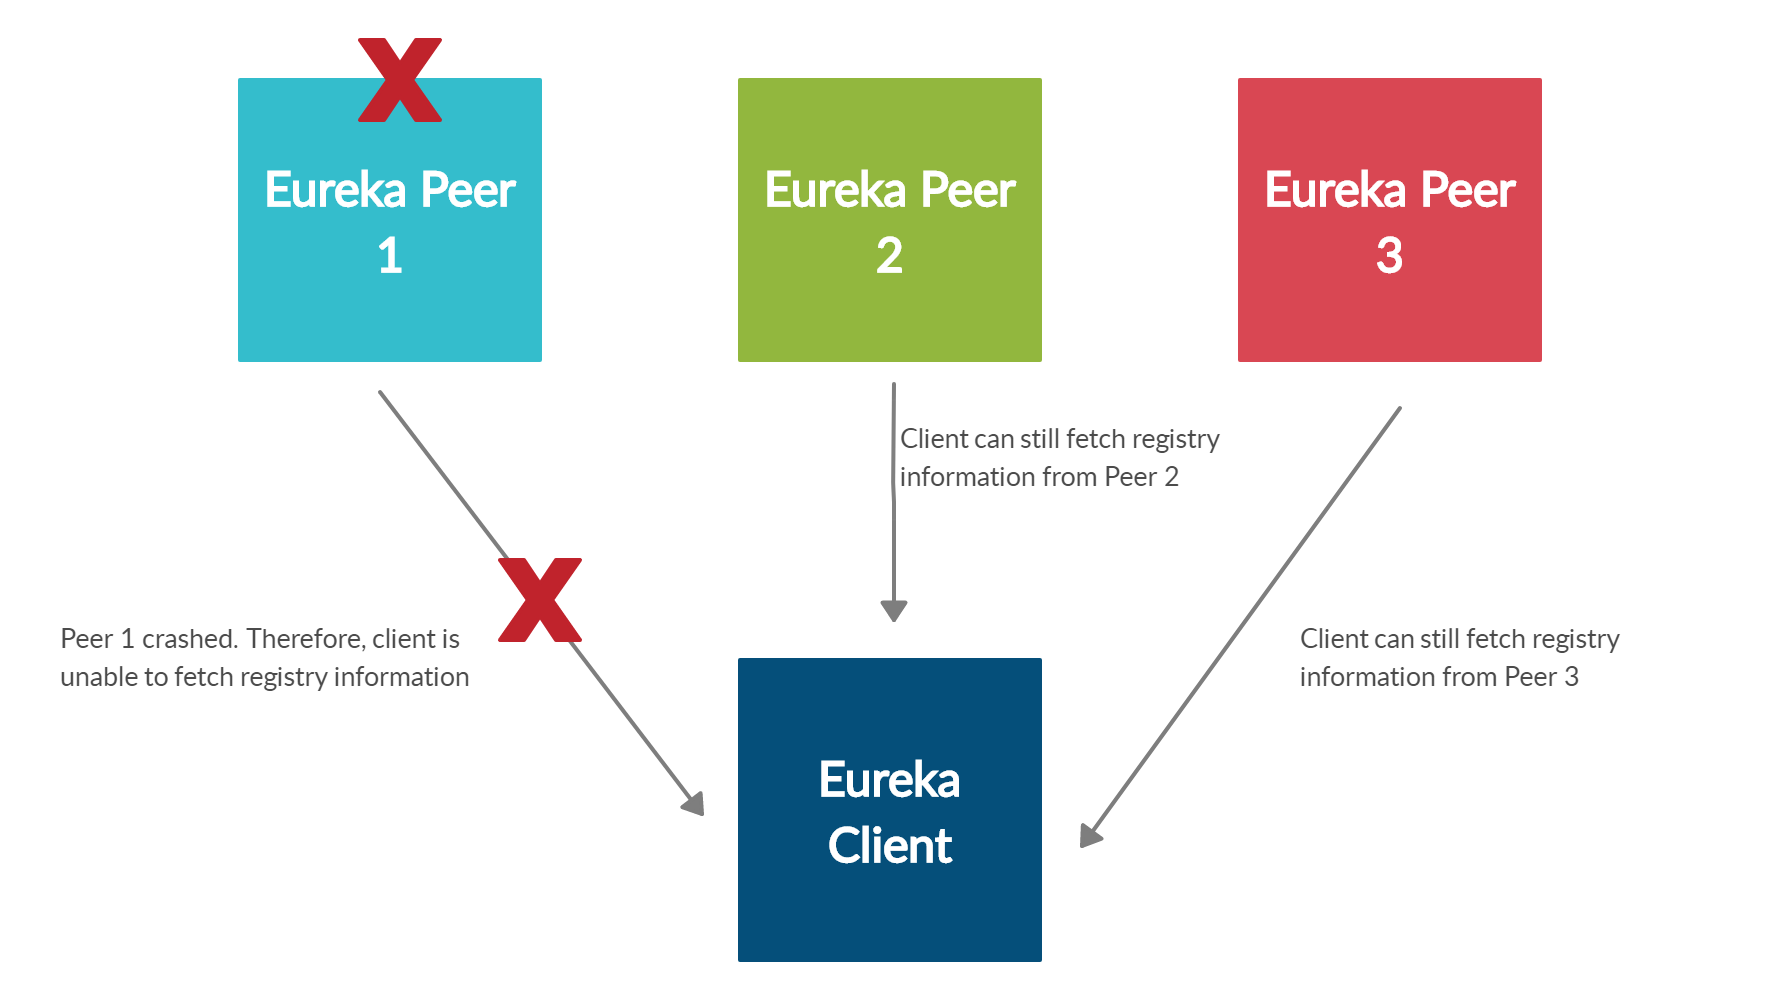 Eureka Peer
1
Eureka Peer
2
Eureka Peer
3
Client can still fetch registry
information from Peer 2
Peer 1 crashed. Therefore, client is
unable to fetch registry information
Client can still fetch registry
information from Peer 3
Eureka
Client